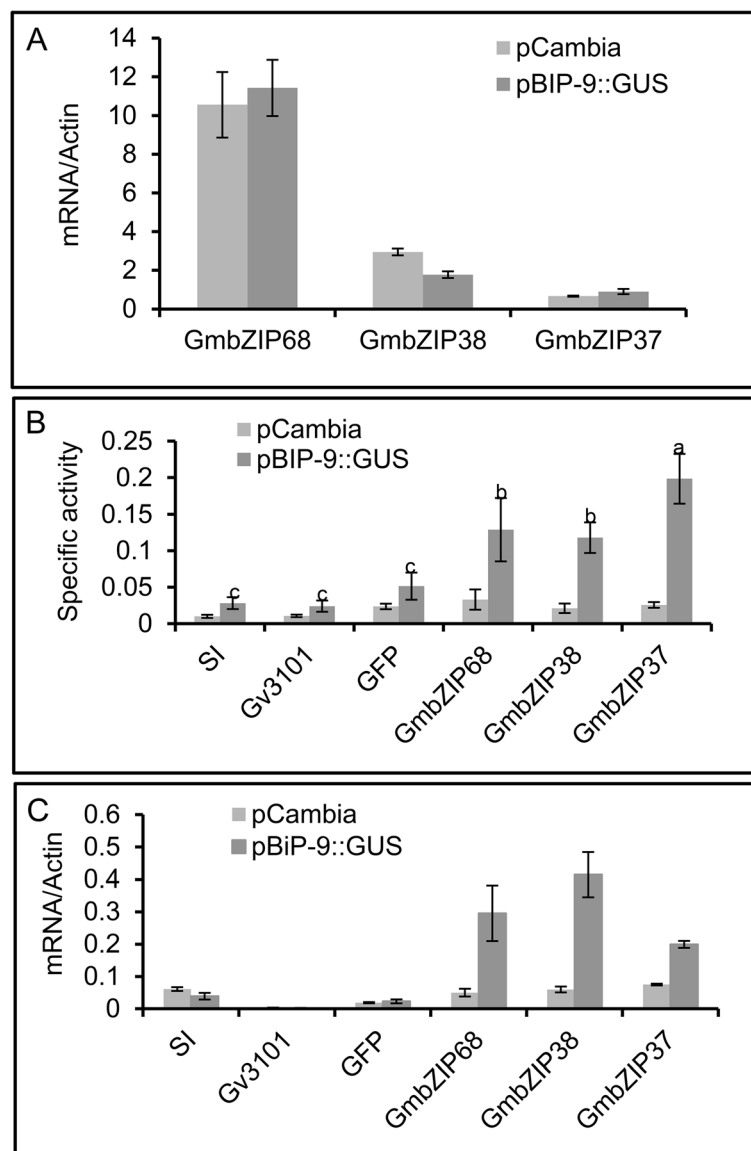 A
14
12
10
8
6
4
2
0
mRNA/Actin
pCambia
pBIP-9::GUS
GmbZIP68 GmbZIP38 GmbZIP37
B
0.25
0.2
0.15
0.1
0.05
0
Specific activity
pCambia
pBIP-9::GUS
c c c b b a
SI Gv3101 GFP GmbZIP68 GmbZIP38 GmbZIP37
C
0.6
0.5
0.4
0.3
0.2
0.1
0
mRNA/Actin
pCambia
pBiP-9::GUS
SI Gv3101 GFP GmbZIP68 GmbZIP38 GmbZIP37